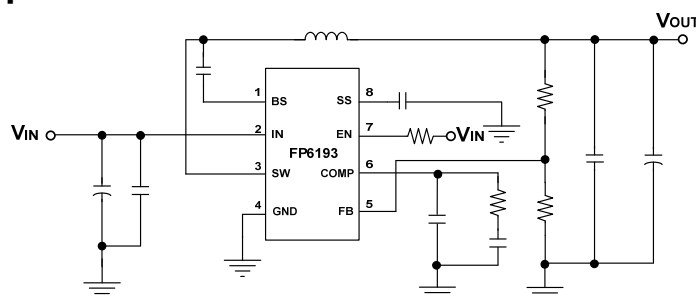 VOUT
1 BS SS 8
VIN 2 IN EN 7 VIN
FP6193
3 SW COMP 6
4 GND FB 5